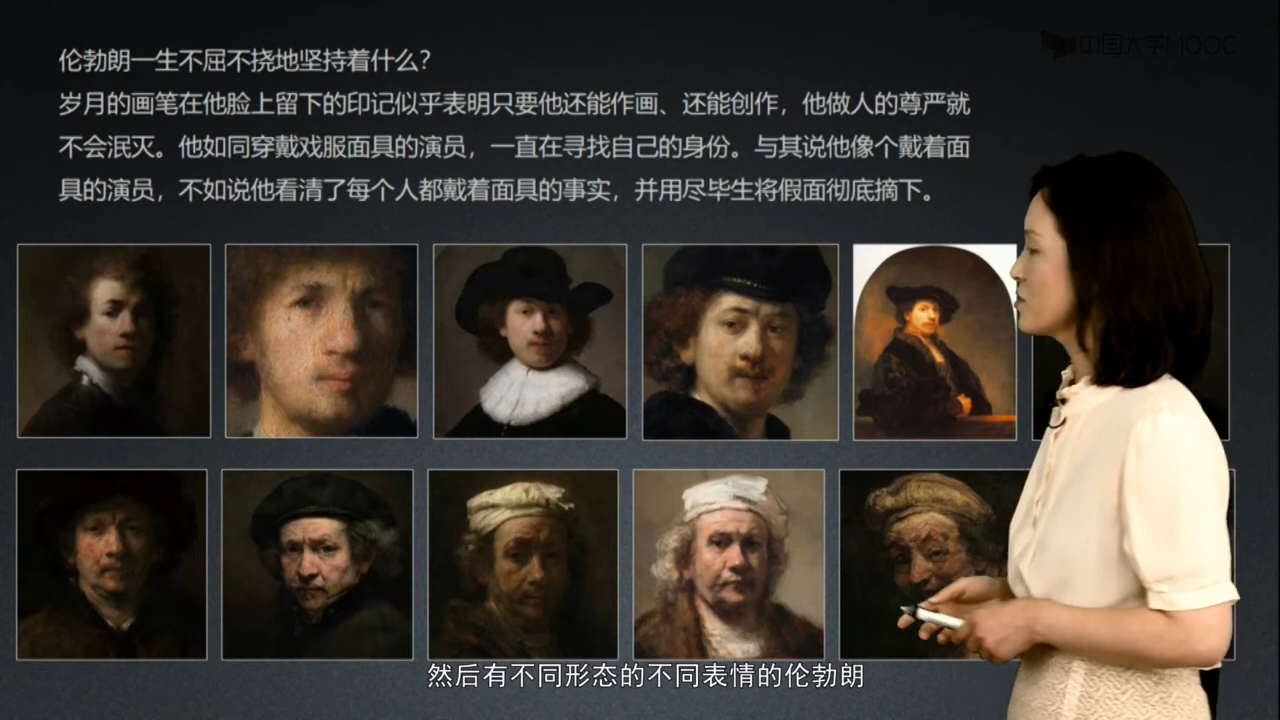 中国大学MOOC
伦勃朗一生不屈不挠地坚持着什么？
岁月的画笔在他脸上留下的印记似乎表明只要他还能作画、还能创作，他做人的尊严就
不会泯灭。他如同穿戴戏服面具的演员，一直在寻找自己的身份。与其说他像个戴着面
具的演员，不如说他看清了每个人都戴着面具的事实，并用尽毕生将假面彻底摘下。
然后有不同形态的不同表情的伦勃朗